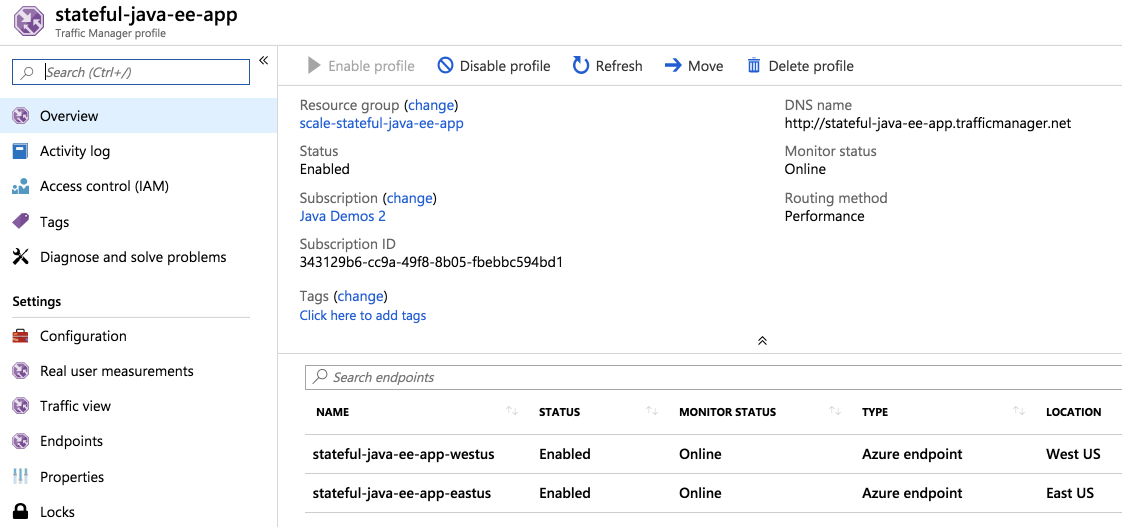 stateful-java-ee-app
Traffic Manager profile
Search (Ctrl+/)
«
Overview
Activity log
Access control (IAM)
Tags
Diagnose and solve problems
Settings
Configuration
Real user measurements
Traffic view
Endpoints
Properties
Locks
Enable profile Disable profile Refresh Move Delete profile
Resource group (change)
scale-stateful-java-ee-app
Status
Enabled
Subscription (change)
Java Demos 2
Subscription ID
343129b6-cc9a-49f8-8b05-fbebbc594bd1
Tags (change)
Click here to add tags
DNS name
http://stateful-java-ee-app.trafficmanager.net
Monitor status
Online
Routing method
Performance
Search endpoints
NAME STATUS MONITOR STATUS TYPE LOCATION
stateful-java-ee-app-westus Enabled Online Azure endpoint West US
stateful-java-ee-app-eastus Enabled Online Azure endpoint East US